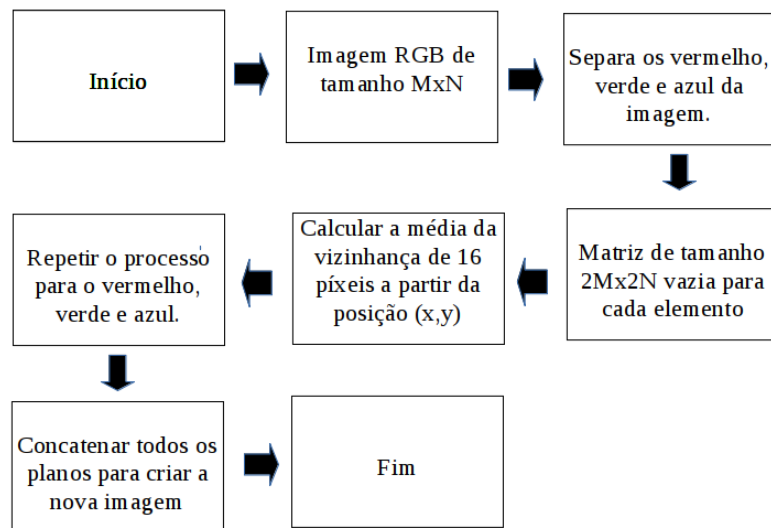 Início
Imagem RGB de
tamanho MxN
Separa os vermelho,
verde e azul da
imagem.
Matriz de tamanho
2Mx2N vazia para
cada elemento
Calcular a média da
vizinhança de 16
píxeis a partir da
posição (x,y)
Repetir o processo
para o vermelho,
verde e azul.
Concatenar todos os
planos para criar a
nova imagem
Fim